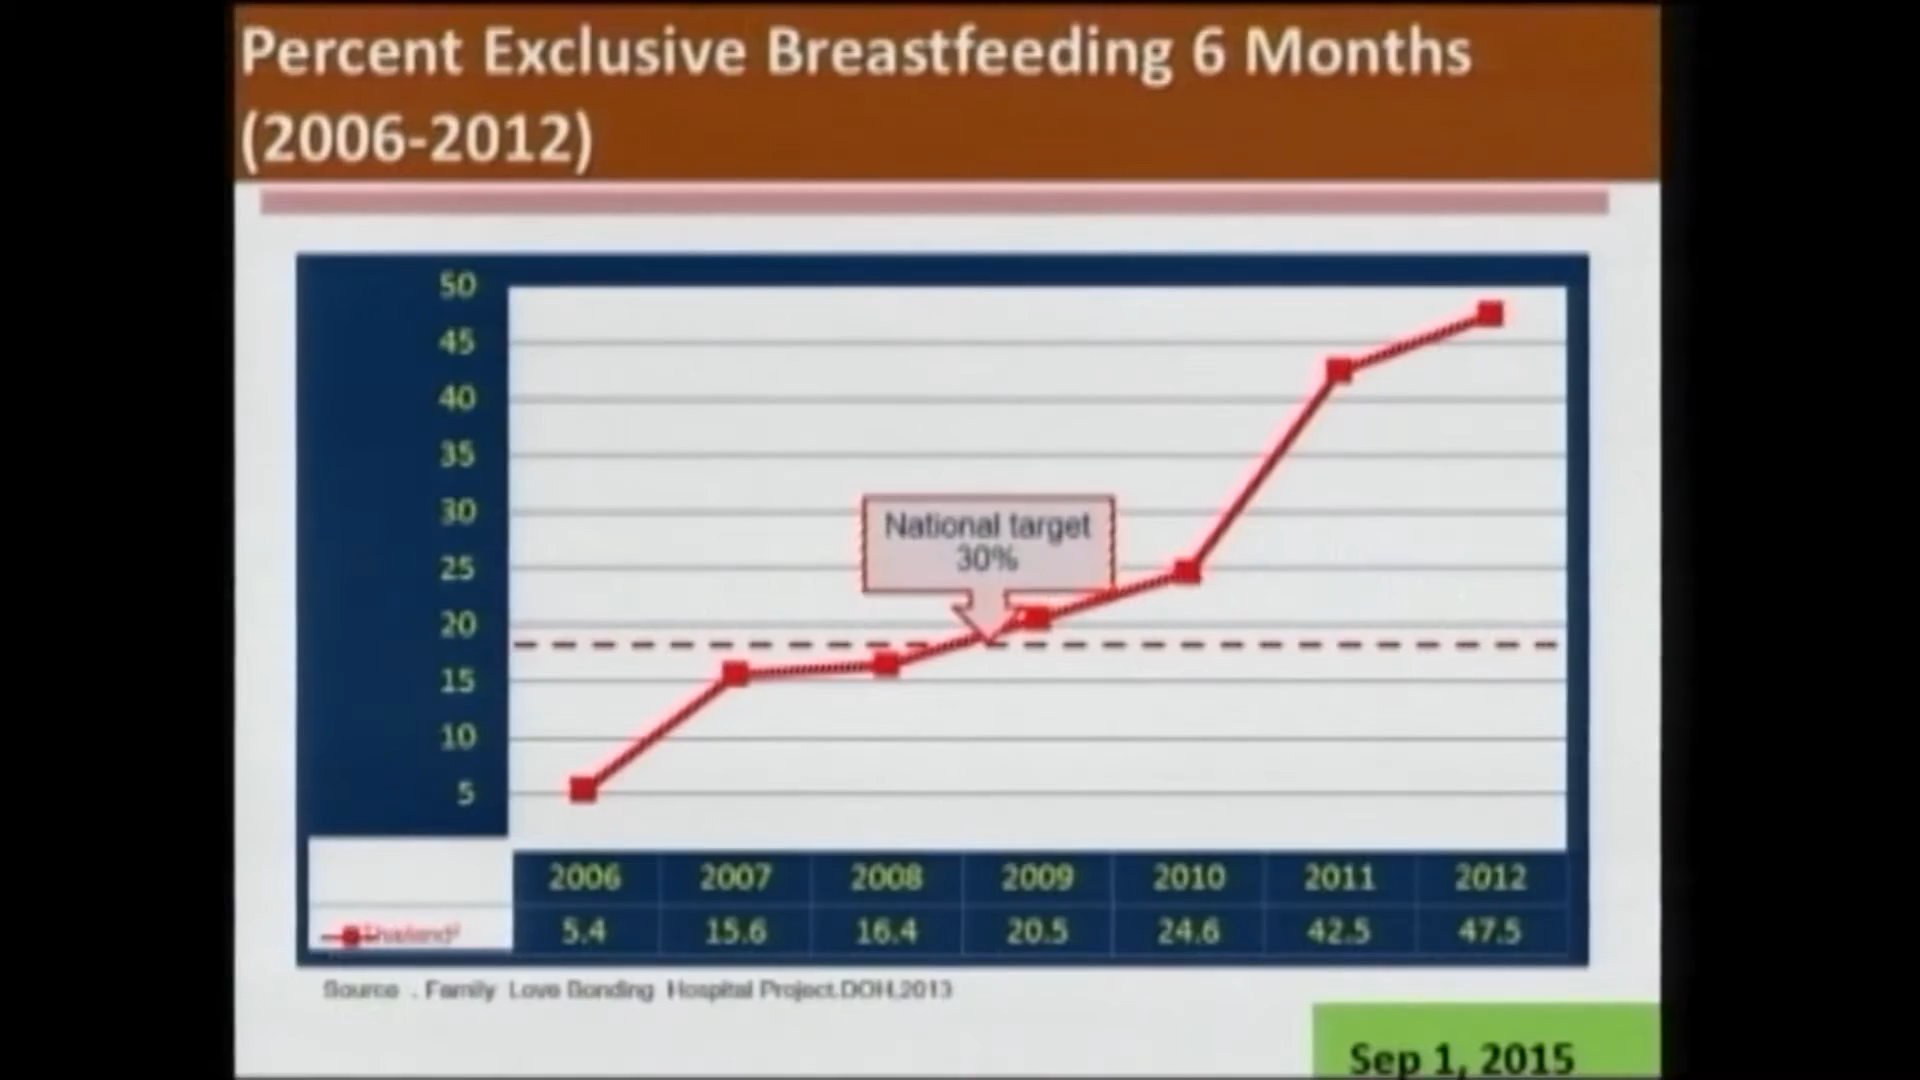 Percent Exclusive Breastfeeding 6 Months
(2006-2012)
50
45
40
35
30
25
20
15
10
5
National target
30%
2006 2007 2008 2009 2010 2011 2012
Thailand 5.4 15.6 16.4 20.5 24.6 42.5 47.5
Source . Family Love Bonding Hospital Project.DOH,2013
Sep 1, 2015